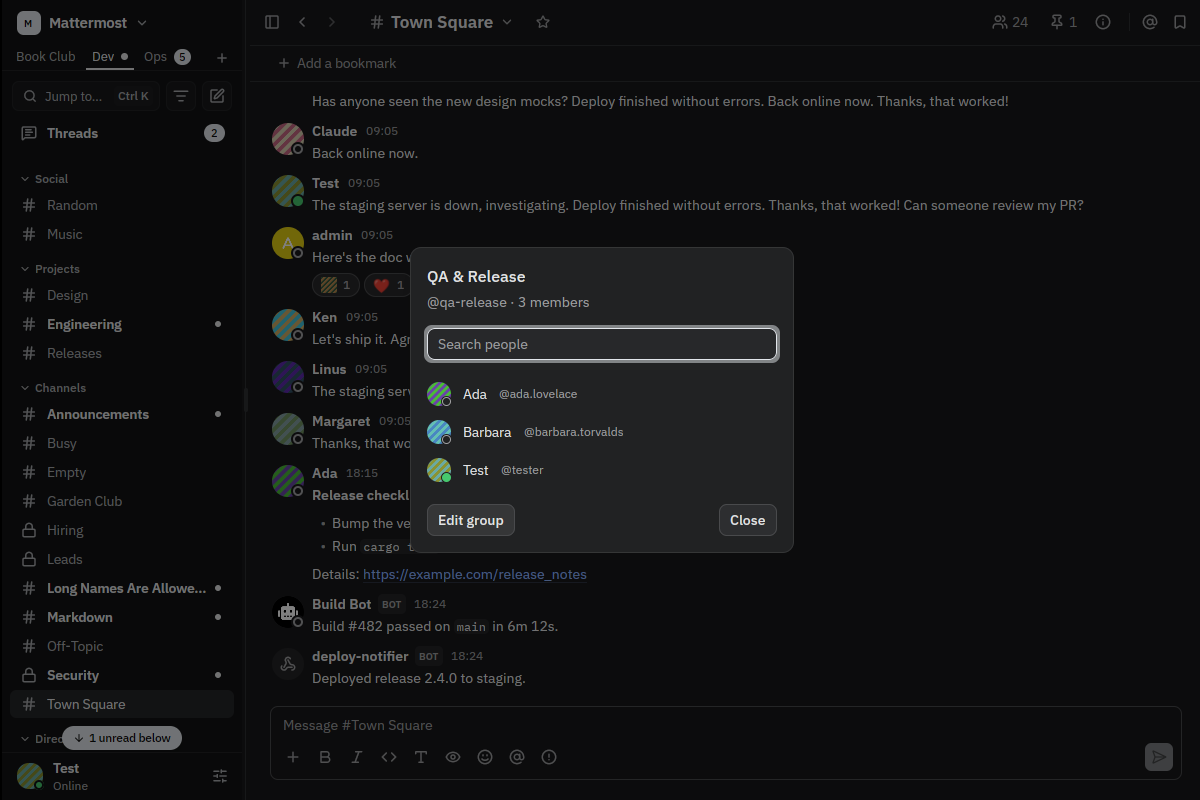 M Mattermost
Book Club Dev Ops 5
Jump to... Ctrl K
Threads 2
Social
Random
Music
Projects
Design
Engineering
Releases
Channels
Announcements
Busy
Empty
Garden Club
Hiring
Leads
Long Names Are Allowe...
Markdown
Off-Topic
Security
Town Square
Direc
1 unread below
Test
Online
# Town Square
24
1
Add a bookmark
Has anyone seen the new design mocks? Deploy finished without errors. Back online now. Thanks, that worked!
Claude 09:05
Back online now.
Test 09:05
The staging server is down, investigating. Deploy finished without errors. Thanks, that worked! Can someone review my PR?
A admin 09:05
Here's the doc
1 1
Ken 09:05
Let's ship it. Agr
Linus 09:05
The staging serv
Margaret 09:05
Thanks, that wo
Ada 18:15
Release checkl
• Bump the ve
• Run cargo t
Details: https://example.com/release_notes
Build Bot BOT 18:24
Build #482 passed on main in 6m 12s.
deploy-notifier BOT 18:24
Deployed release 2.4.0 to staging.
Message #Town Square
QA & Release
@qa-release · 3 members
Search people
Ada @ada.lovelace
Barbara @barbara.torvalds
Test @tester
Edit group Close